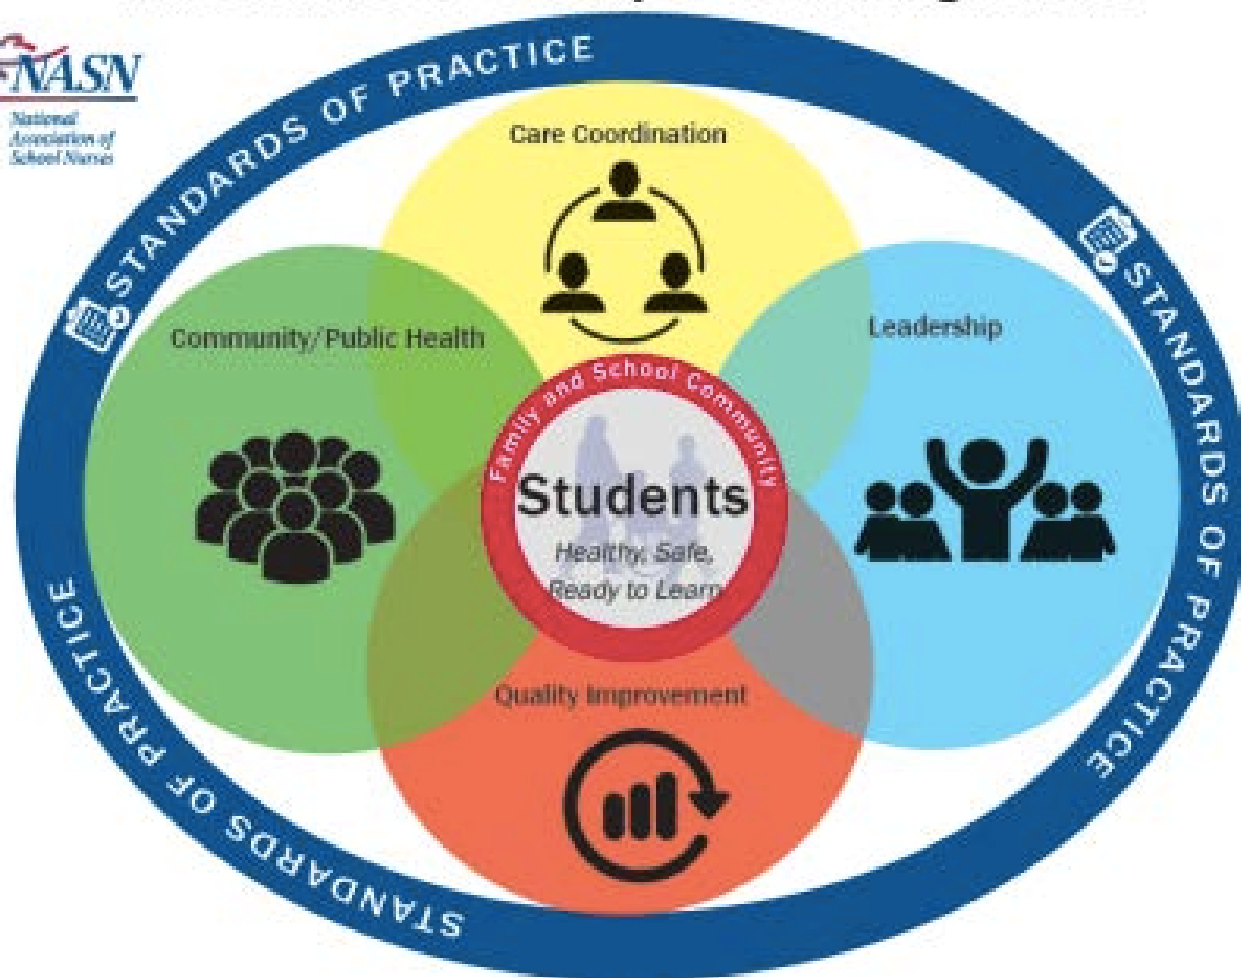 NASN
National
Association of
School Nurses
STANDARDS OF PRACTICE
Care Coordination
STANDARDS OF PRACTICE
Community/Public Health
Leadership
Family and School Community
Students
Healthy, Safe,
Ready to Learn
Quality Improvement
STANDARDS OF PRACTICE